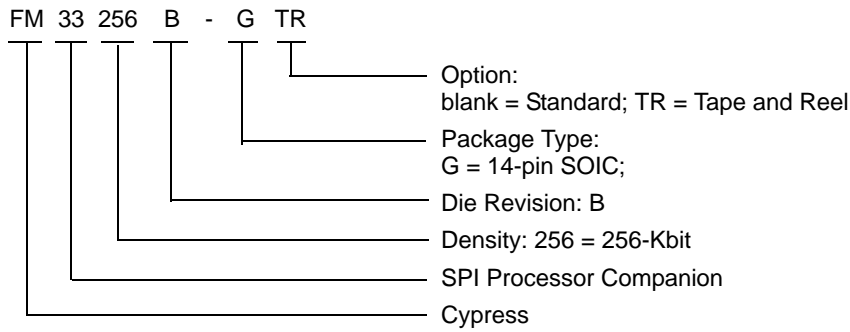 FM 33 256 B - G TR
Option:
blank = Standard; TR = Tape and Reel
Package Type:
G = 14-pin SOIC;
Die Revision: B
Density: 256 = 256-Kbit
SPI Processor Companion
Cypress